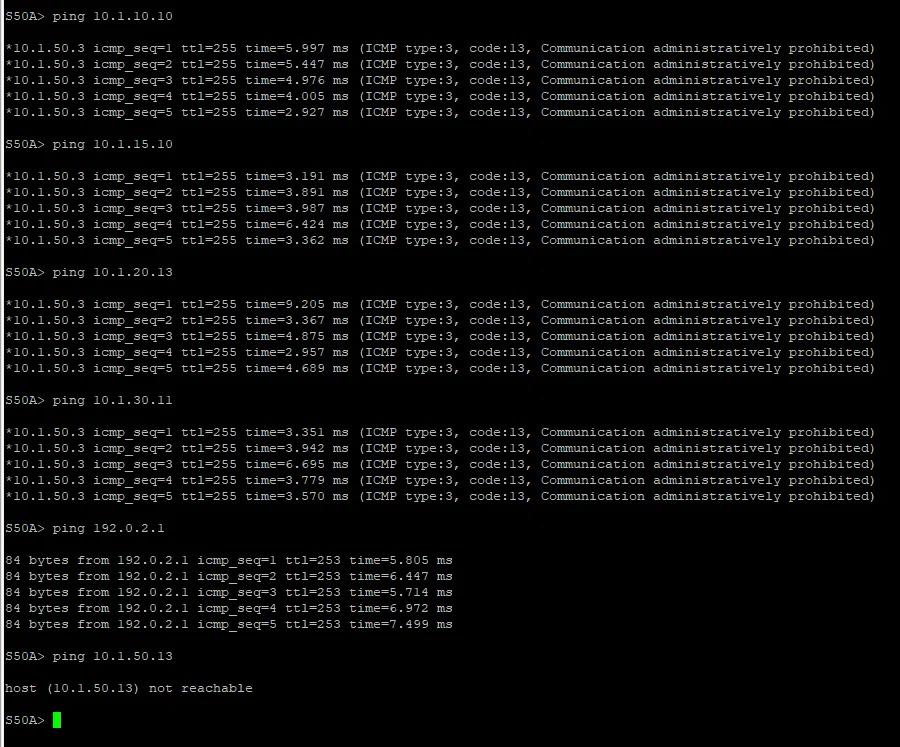 S50A> ping 10.1.10.10
*10.1.50.3 icmp_seq=1 ttl=255 time=5.997 ms (ICMP type:3, code:13, Communication administratively prohibited)
*10.1.50.3 icmp_seq=2 ttl=255 time=5.447 ms (ICMP type:3, code:13, Communication administratively prohibited)
*10.1.50.3 icmp_seq=3 ttl=255 time=4.976 ms (ICMP type:3, code:13, Communication administratively prohibited)
*10.1.50.3 icmp_seq=4 ttl=255 time=4.005 ms (ICMP type:3, code:13, Communication administratively prohibited)
*10.1.50.3 icmp_seq=5 ttl=255 time=2.927 ms (ICMP type:3, code:13, Communication administratively prohibited)
S50A> ping 10.1.15.10
*10.1.50.3 icmp_seq=1 ttl=255 time=3.191 ms (ICMP type:3, code:13, Communication administratively prohibited)
*10.1.50.3 icmp_seq=2 ttl=255 time=3.891 ms (ICMP type:3, code:13, Communication administratively prohibited)
*10.1.50.3 icmp_seq=3 ttl=255 time=3.987 ms (ICMP type:3, code:13, Communication administratively prohibited)
*10.1.50.3 icmp_seq=4 ttl=255 time=6.424 ms (ICMP type:3, code:13, Communication administratively prohibited)
*10.1.50.3 icmp_seq=5 ttl=255 time=3.362 ms (ICMP type:3, code:13, Communication administratively prohibited)
S50A> ping 10.1.20.13
*10.1.50.3 icmp_seq=1 ttl=255 time=9.205 ms (ICMP type:3, code:13, Communication administratively prohibited)
*10.1.50.3 icmp_seq=2 ttl=255 time=3.367 ms (ICMP type:3, code:13, Communication administratively prohibited)
*10.1.50.3 icmp_seq=3 ttl=255 time=4.875 ms (ICMP type:3, code:13, Communication administratively prohibited)
*10.1.50.3 icmp_seq=4 ttl=255 time=2.957 ms (ICMP type:3, code:13, Communication administratively prohibited)
*10.1.50.3 icmp_seq=5 ttl=255 time=4.689 ms (ICMP type:3, code:13, Communication administratively prohibited)
S50A> ping 10.1.30.11
*10.1.50.3 icmp_seq=1 ttl=255 time=3.351 ms (ICMP type:3, code:13, Communication administratively prohibited)
*10.1.50.3 icmp_seq=2 ttl=255 time=3.942 ms (ICMP type:3, code:13, Communication administratively prohibited)
*10.1.50.3 icmp_seq=3 ttl=255 time=6.695 ms (ICMP type:3, code:13, Communication administratively prohibited)
*10.1.50.3 icmp_seq=4 ttl=255 time=3.779 ms (ICMP type:3, code:13, Communication administratively prohibited)
*10.1.50.3 icmp_seq=5 ttl=255 time=3.570 ms (ICMP type:3, code:13, Communication administratively prohibited)
S50A> ping 192.0.2.1
84 bytes from 192.0.2.1 icmp_seq=1 ttl=253 time=5.805 ms
84 bytes from 192.0.2.1 icmp_seq=2 ttl=253 time=6.447 ms
84 bytes from 192.0.2.1 icmp_seq=3 ttl=253 time=5.714 ms
84 bytes from 192.0.2.1 icmp_seq=4 ttl=253 time=6.972 ms
84 bytes from 192.0.2.1 icmp_seq=5 ttl=253 time=7.499 ms
S50A> ping 10.1.50.13
host (10.1.50.13) not reachable
S50A>